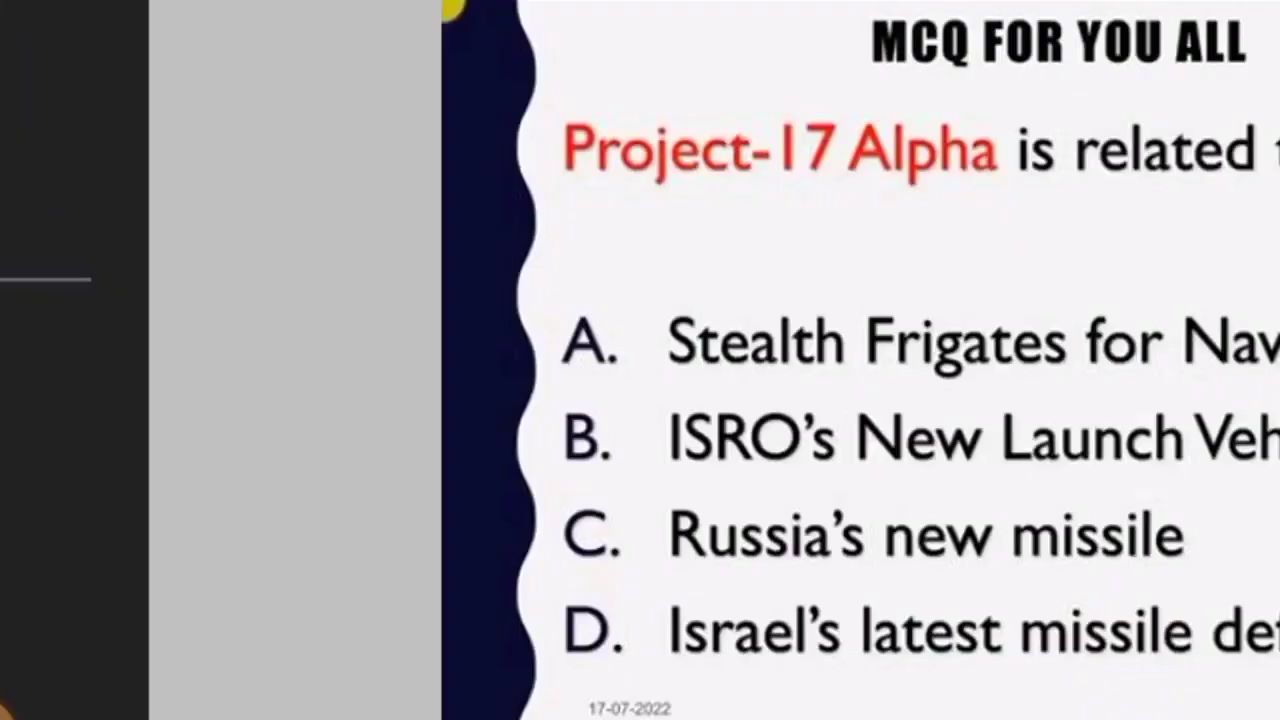 MCQ FOR YOU ALL
Project-17 Alpha is related
A. Stealth Frigates for
B. ISRO's New Launch
C. Russia's new missile
D. Israel's latest missile
17-07-2022